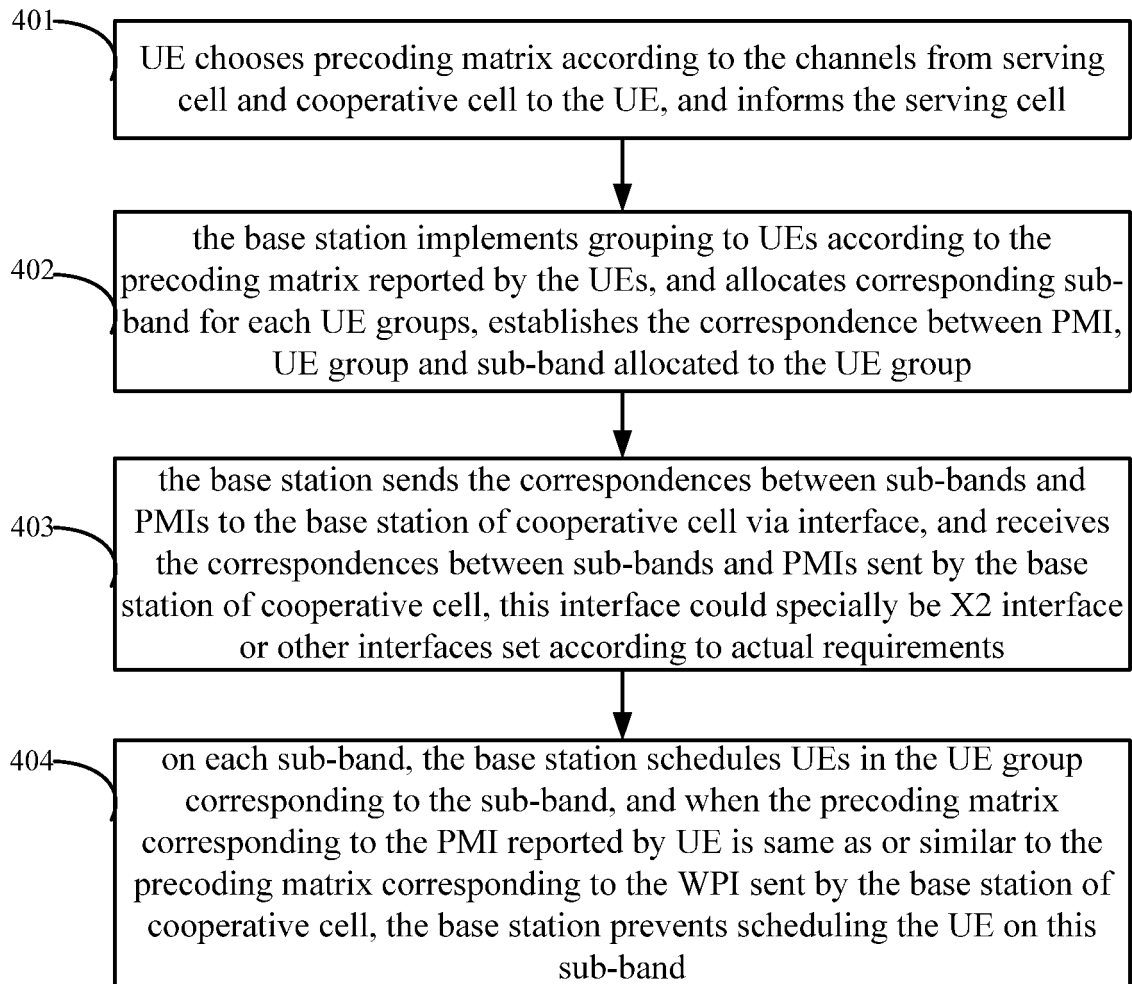 401
UE chooses precoding matrix according to the channels from serving
cell and cooperative cell to the UE, and informs the serving cell
402
the base station implements grouping to UEs according to the
precoding matrix reported by the UEs, and allocates corresponding sub-
band for each UE groups, establishes the correspondence between PMI,
UE group and sub-band allocated to the UE group
403
the base station sends the correspondences between sub-bands and
PMIs to the base station of cooperative cell via interface, and receives
the correspondences between sub-bands and PMIs sent by the base
station of cooperative cell, this interface could specially be X2 interface
or other interfaces set according to actual requirements
404
on each sub-band, the base station schedules UEs in the UE group
corresponding to the sub-band, and when the precoding matrix
corresponding to the PMI reported by UE is same as or similar to the
precoding matrix corresponding to the WPI sent by the base station of
cooperative cell, the base station prevents scheduling the UE on this
sub-band